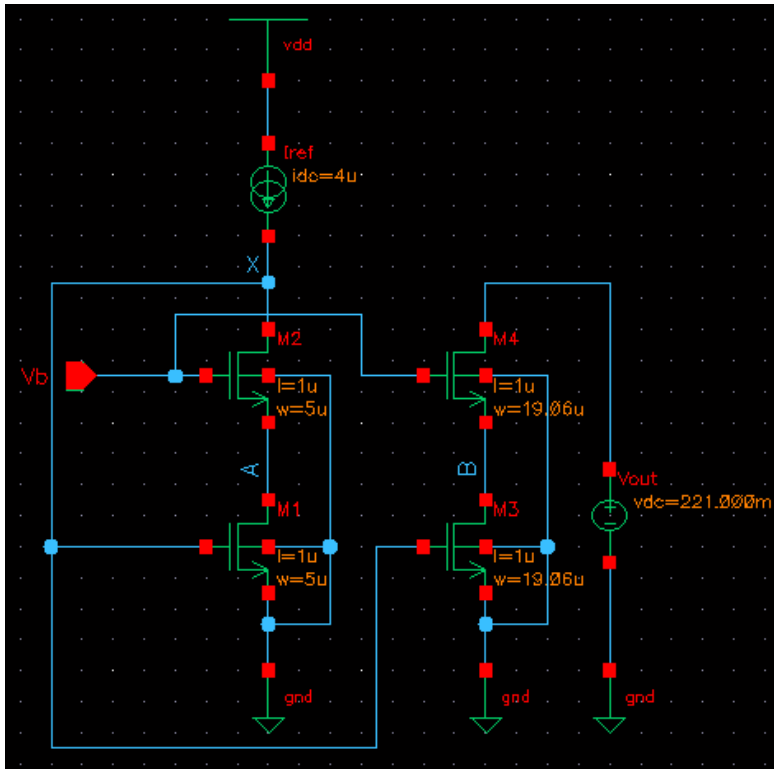 vdd
Iref
idc=4u
X
M2
M4
Vb
l=1u
w=5u
l=1u
w=19.06u
A
B
Vout
vdc=221.000m
M1
M3
l=1u
w=5u
l=1u
w=19.06u
gnd
gnd
gnd